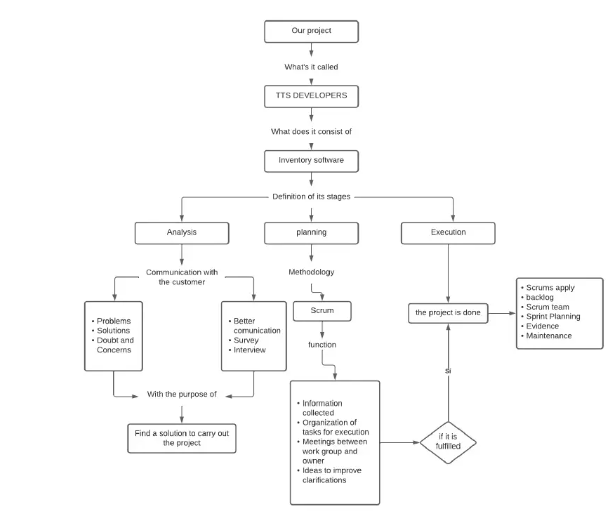 Our project
What's it called
TTS DEVELOPERS
What does it consist of
Inventory software
Definition of its stages
Analysis
planning
Execution
Communication with
the customer
Methodology
• Problems
• Solutions
• Doubt and
Concerns
• Better
comunication
• Survey
• Interview
Scrum
the project is done
• Scrums apply
• backlog
• Scrum team
• Sprint Planning
• Evidence
• Maintenance
function
si
With the purpose of
Find a solution to carry out
the project
• Information
collected
• Organization of
tasks for execution
• Meetings between
work group and
owner
• Ideas to improve
clarifications
if it is
fulfilled